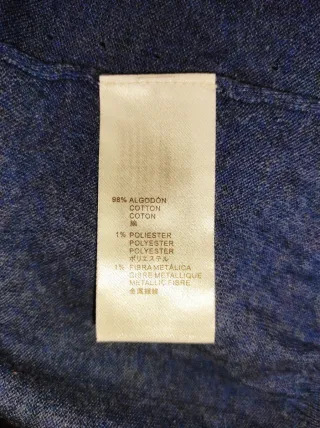 98% ALGODÓN
COTTON
COTON
綿
1% POLIESTER
POLYESTER
POLYESTER
ポリエステル
1% FIBRA METÁLICA
FIBRE METALLIQUE
METALLIC FIBRE
金属繊維